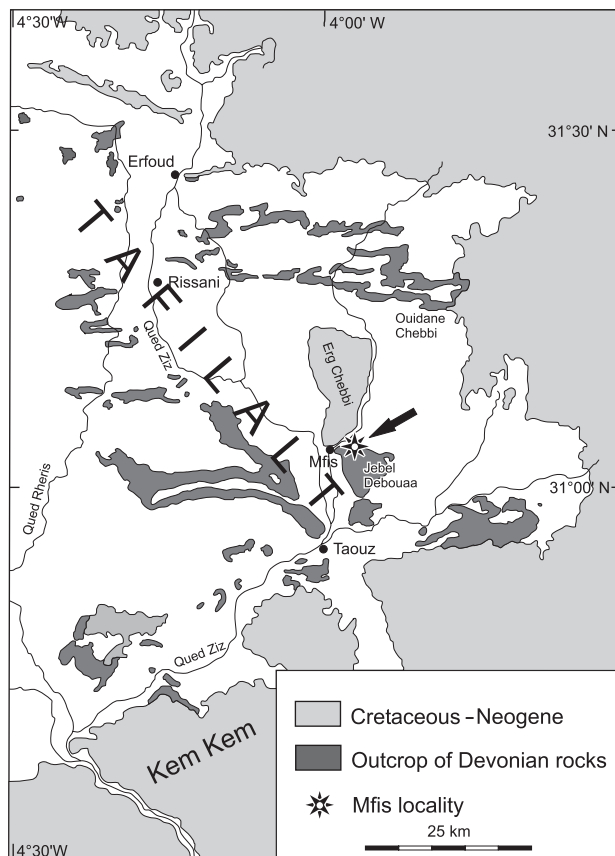 4°30'W
4°00' W
31°30' N
Erfoud
TAFILALT
Rissani
Oued Ziz
Ouidane
Chebbi
Erg Chebbi
Mfis
Jebel
Debouaa
Oued Rheris
31°00' N
Taouz
Oued Ziz
Kem Kem
Cretaceous – Neogene
Outcrop of Devonian rocks
Mfis locality
25 km
4°30'W